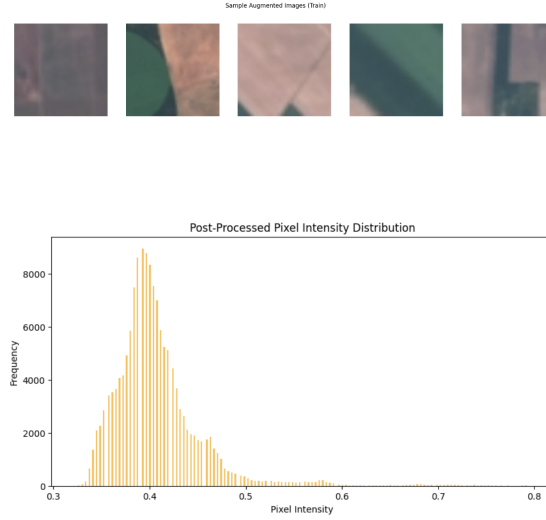 Sample Augmented Images (Train)
Post-Processed Pixel Intensity Distribution
Frequency
8000
6000
4000
2000
0
0.3 0.4 0.5 0.6 0.7 0.8
Pixel Intensity